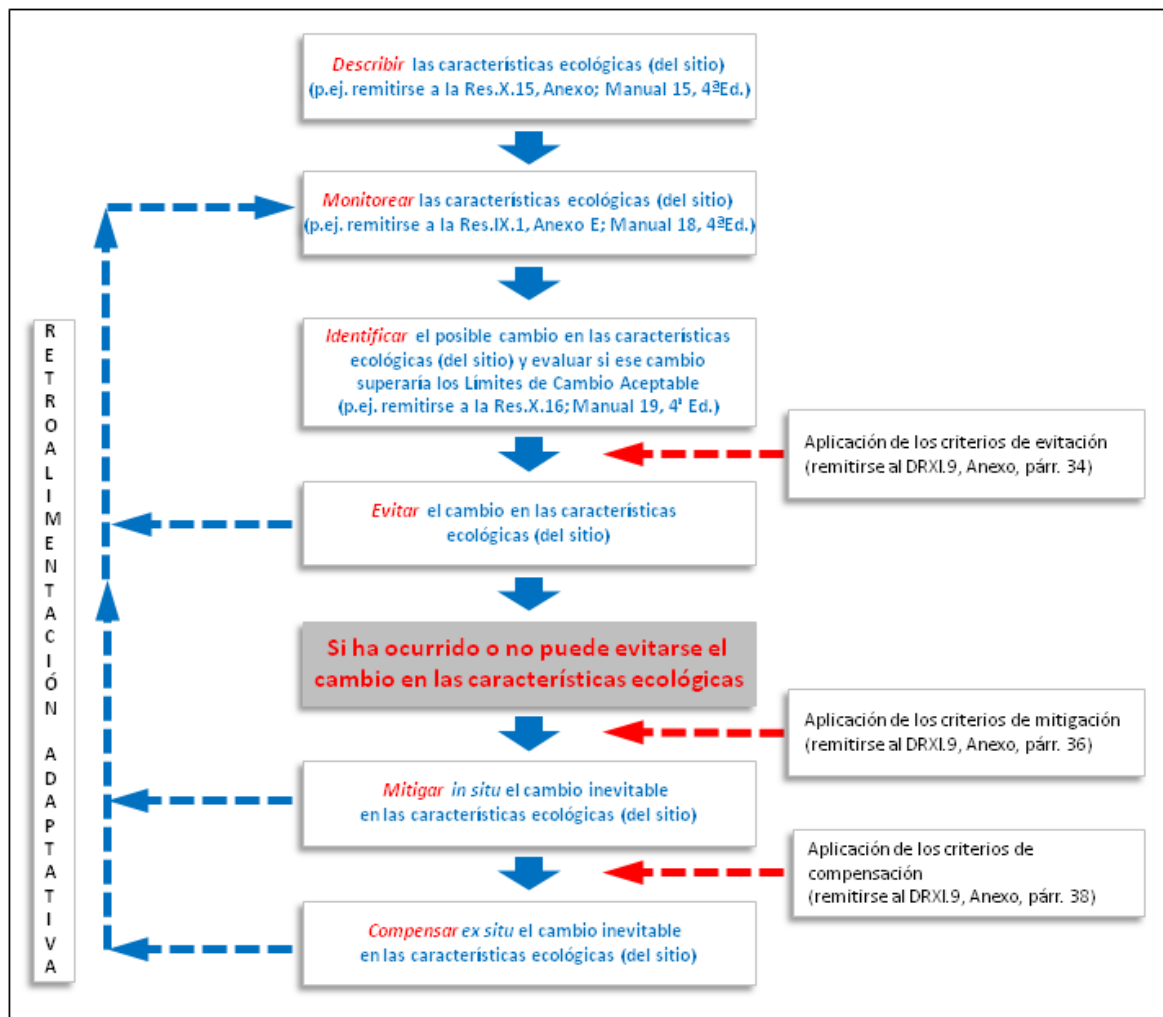 Describir las características ecológicas (del sitio)
(p.ej. remitirse a la Res.X.15, Anexo; Manual 15, 4ªEd.)
Monitorear las características ecológicas (del sitio)
(p.ej. remitirse a la Res.IX.1, Anexo E; Manual 18, 4ªEd.)
Identificar el posible cambio en las características
ecológicas (del sitio) y evaluar si ese cambio
superaría los Límites de Cambio Aceptable
(p.ej. remitirse a la Res.X.16; Manual 19, 4ª Ed.)
Aplicación de los criterios de evitación
(remitirse al DRXI.9, Anexo, párr. 34)
Evitar el cambio en las características
ecológicas (del sitio)
Si ha ocurrido o no puede evitarse el
cambio en las características ecológicas
Aplicación de los criterios de mitigación
(remitirse al DRXI.9, Anexo, párr. 36)
Mitigar in situ el cambio inevitable
en las características ecológicas (del sitio)
Aplicación de los criterios de
compensación
(remitirse al DRXI.9, Anexo, párr. 38)
Compensar ex situ el cambio inevitable
en las características ecológicas (del sitio)
RETROALIMENTACIÓN ADAPTATIVA